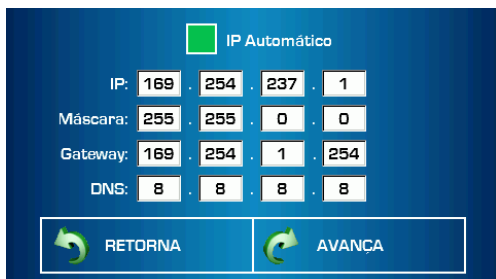 IP Automático
IP: 169 . 254 . 237 . 1
Máscara: 255 . 255 . 0 . 0
Gateway: 169 . 254 . 1 . 254
DNS: 8 . 8 . 8 . 8
RETORNA AVANÇA